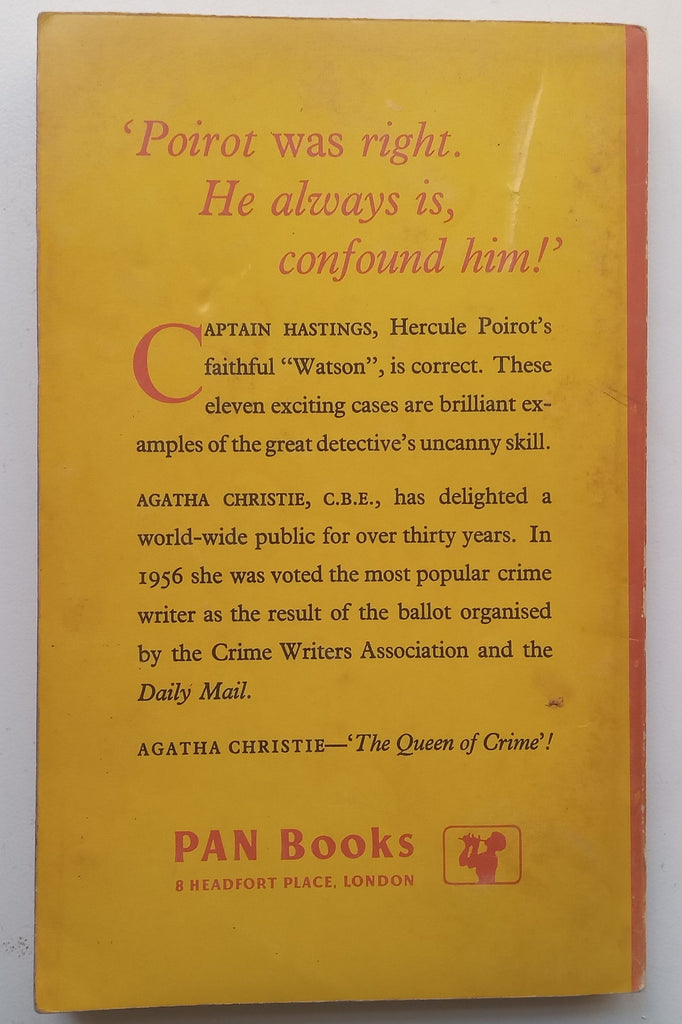 ‘Poirot was right.
He always is,
confound him!’
CAPTAIN HASTINGS, Hercule Poirot’s
faithful “Watson”, is correct. These
eleven exciting cases are brilliant ex-
amples of the great detective’s uncanny skill.
AGATHA CHRISTIE, C.B.E., has delighted a
world-wide public for over thirty years. In
1956 she was voted the most popular crime
writer as the result of the ballot organised
by the Crime Writers Association and the
Daily Mail.
AGATHA CHRISTIE—‘The Queen of Crime’!
PAN Books
8 HEADFORT PLACE, LONDON